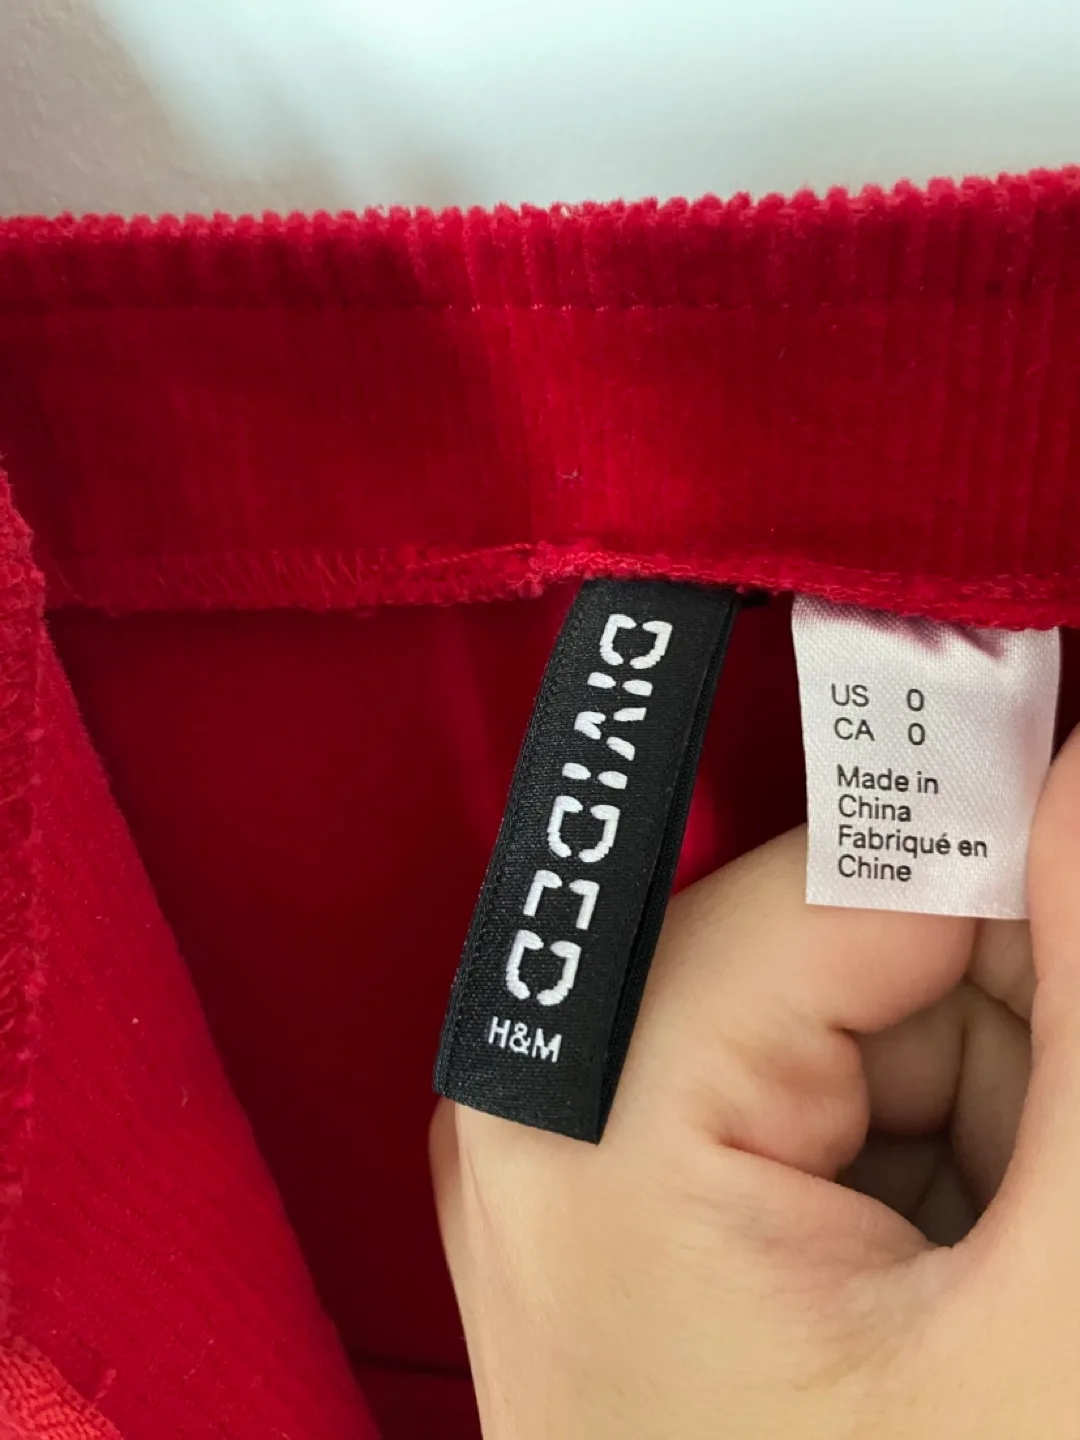 DIVIDED
H&M
US 0
CA 0
Made in
China
Fabriqué en
Chine